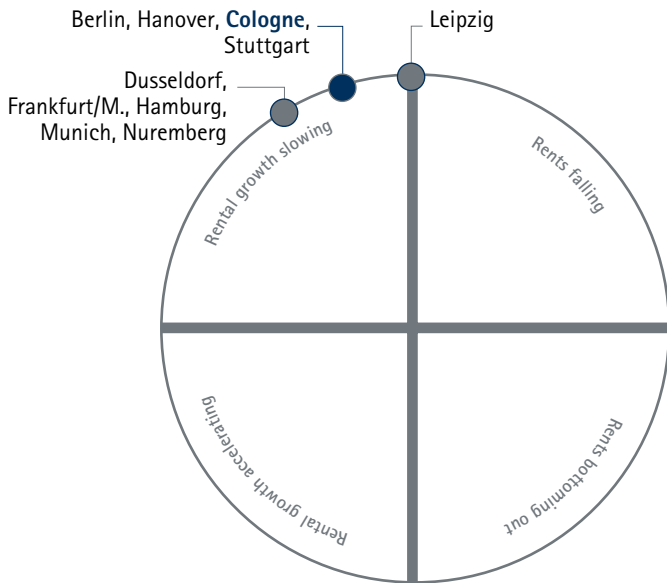 Berlin, Hanover, Cologne,
Stuttgart
Leipzig
Dusseldorf,
Frankfurt/M., Hamburg,
Munich, Nuremberg
Rental growth slowing
Rents falling
Rental growth accelerating
Rents bottoming out